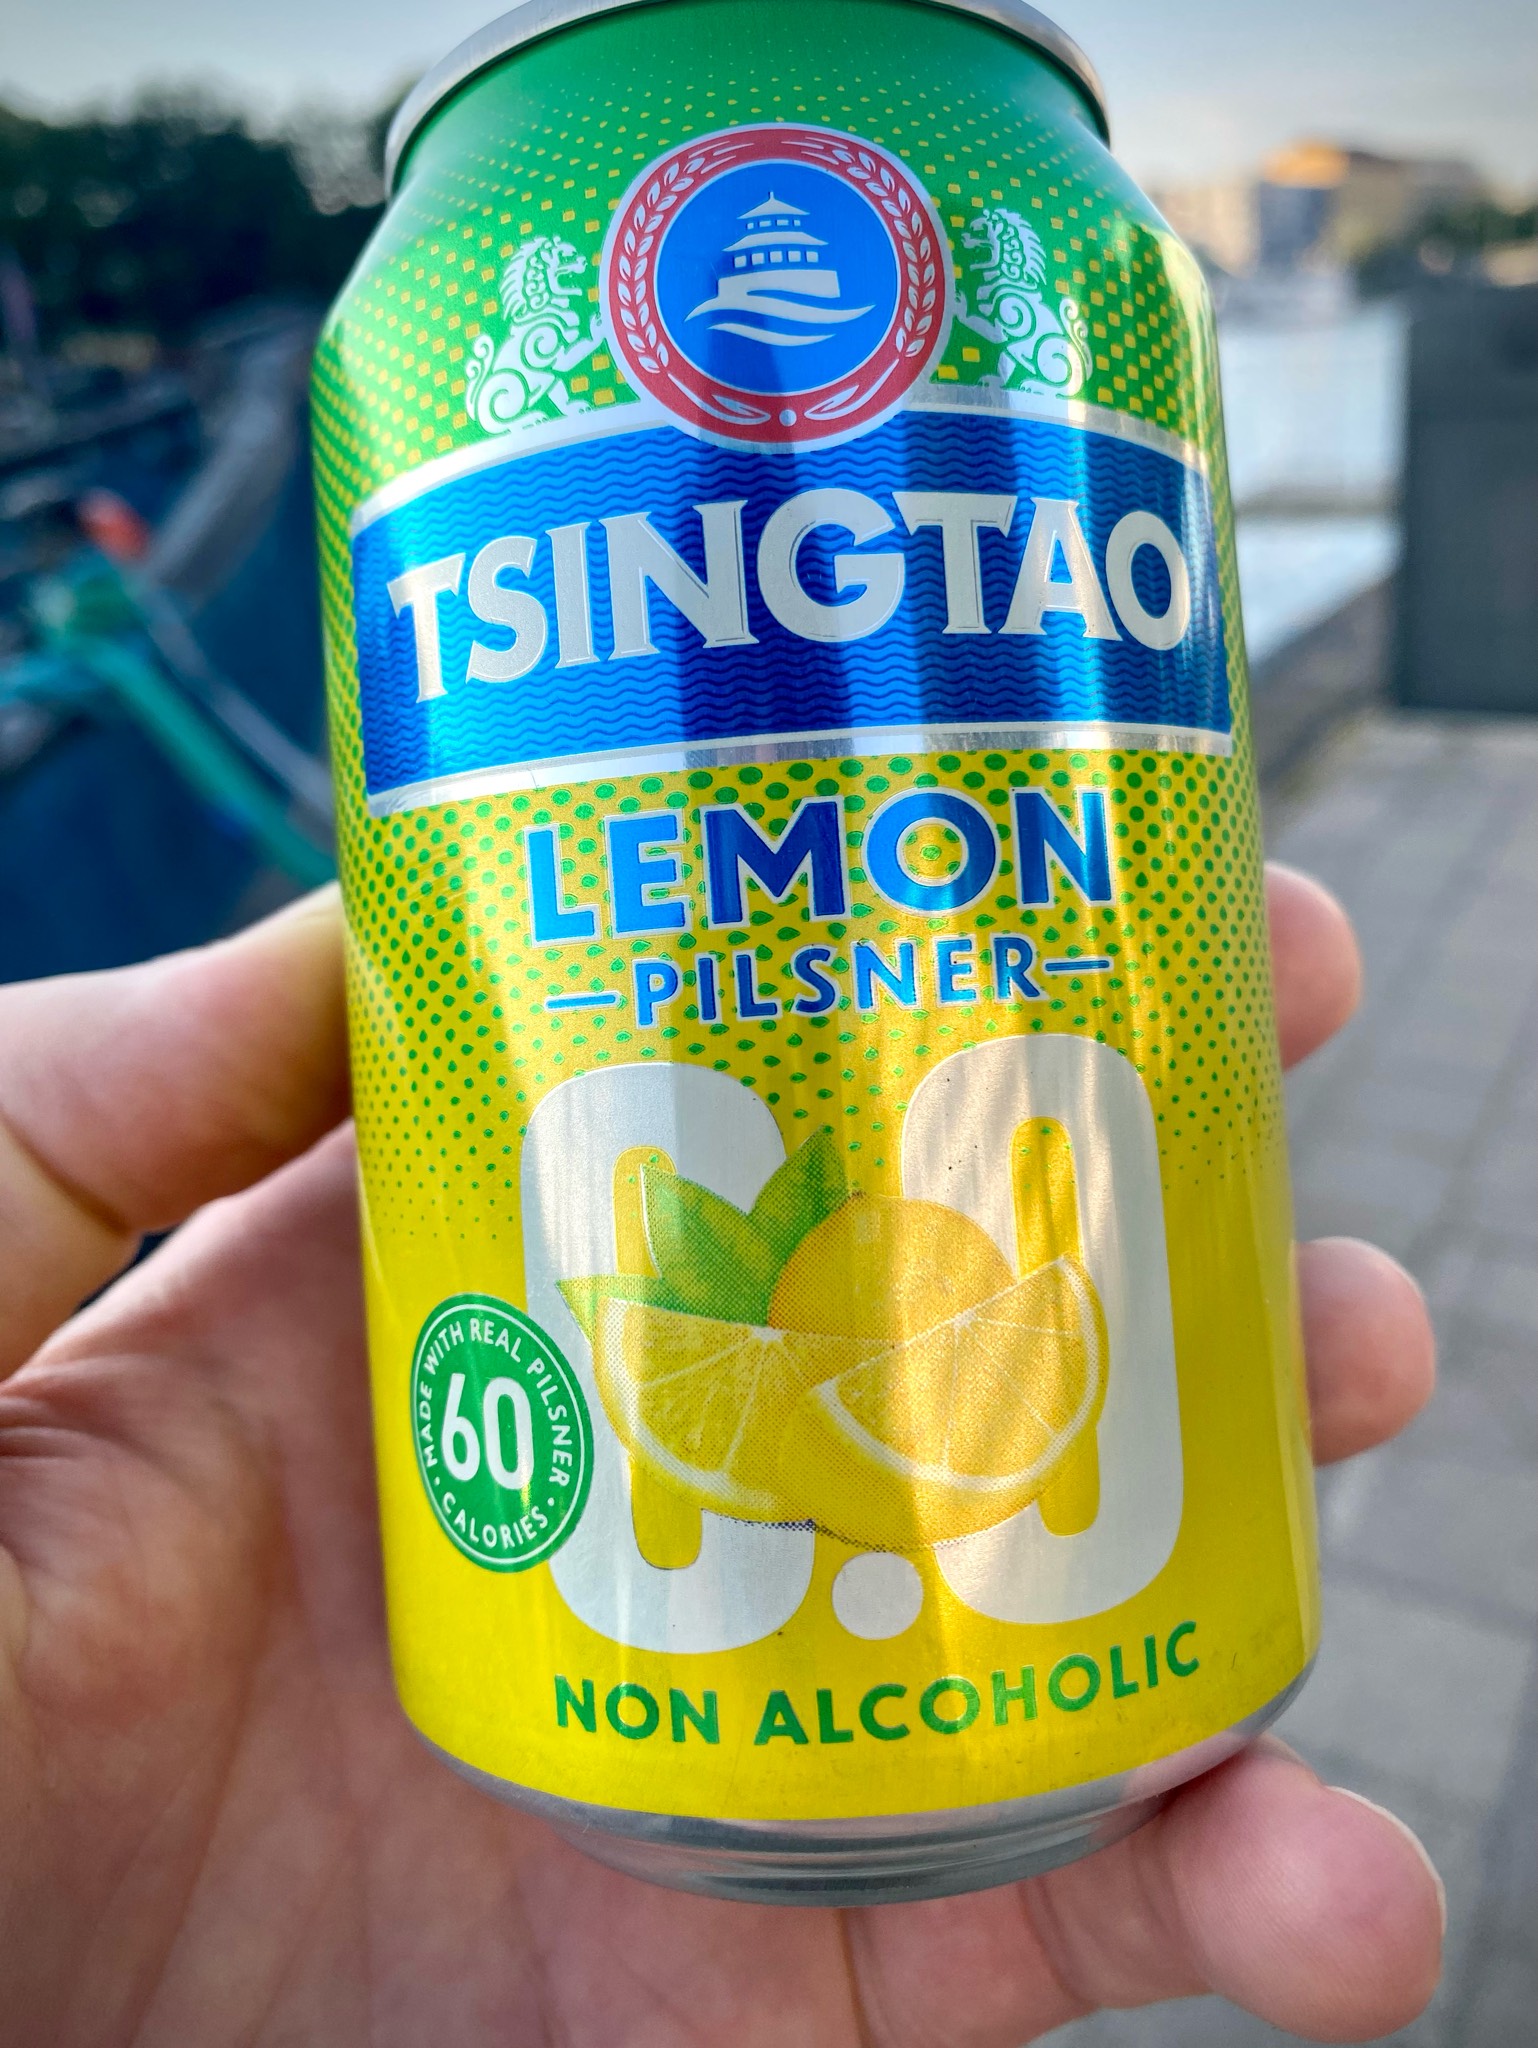 TSINGTAO
LEMON
PILSNER
0.0
MADE WITH REAL PILSNER
60
CALORIES
NON ALCOHOLIC